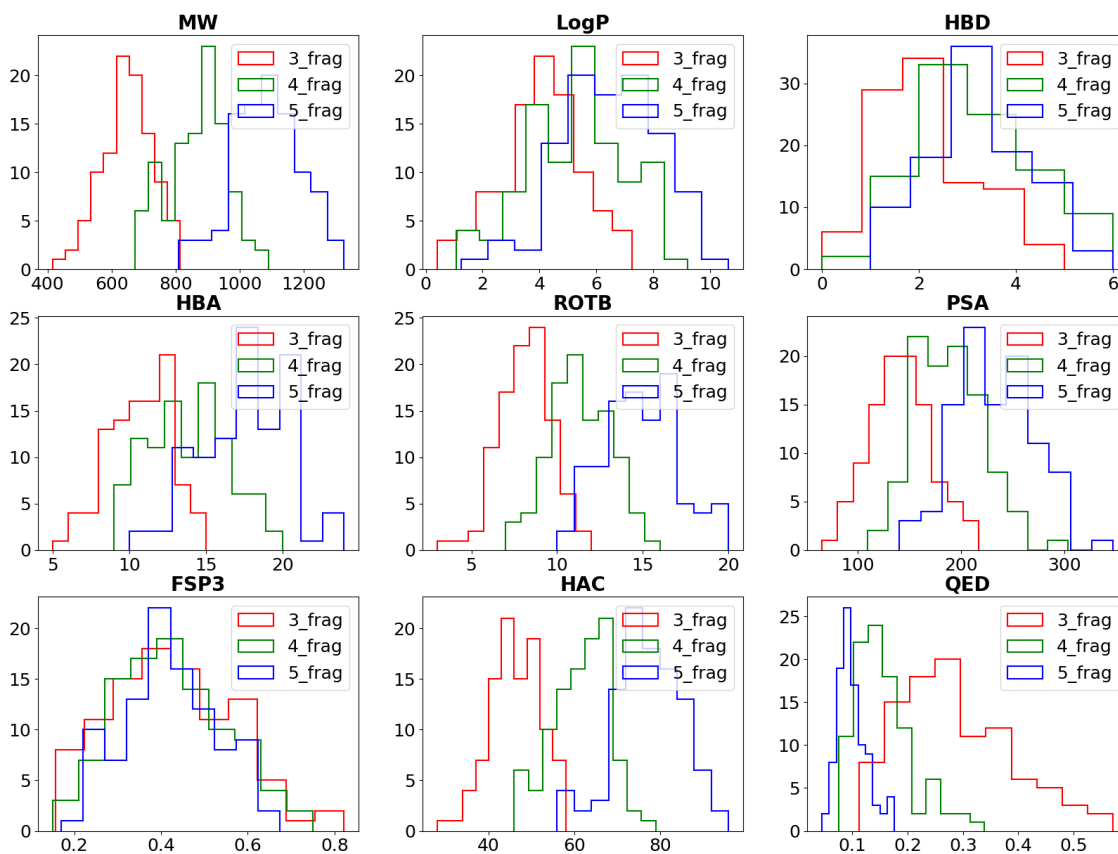 MW
LogP
HBD
20
15
10
5
0
3_frag
4_frag
5_frag
400 600 800 1000 1200
20
15
10
5
0
3_frag
4_frag
5_frag
0 2 4 6 8 10
30
20
10
0
3_frag
4_frag
5_frag
0 2 4 6
HBA
ROTB
PSA
25
20
15
10
5
0
3_frag
4_frag
5_frag
5 10 15 20
25
20
15
10
5
0
3_frag
4_frag
5_frag
5 10 15 20
20
15
10
5
0
3_frag
4_frag
5_frag
100 200 300
FSP3
HAC
QED
20
15
10
5
0
3_frag
4_frag
5_frag
0.2 0.4 0.6 0.8
20
15
10
5
0
3_frag
4_frag
5_frag
40 60 80
25
20
15
10
5
0
3_frag
4_frag
5_frag
0.1 0.2 0.3 0.4 0.5